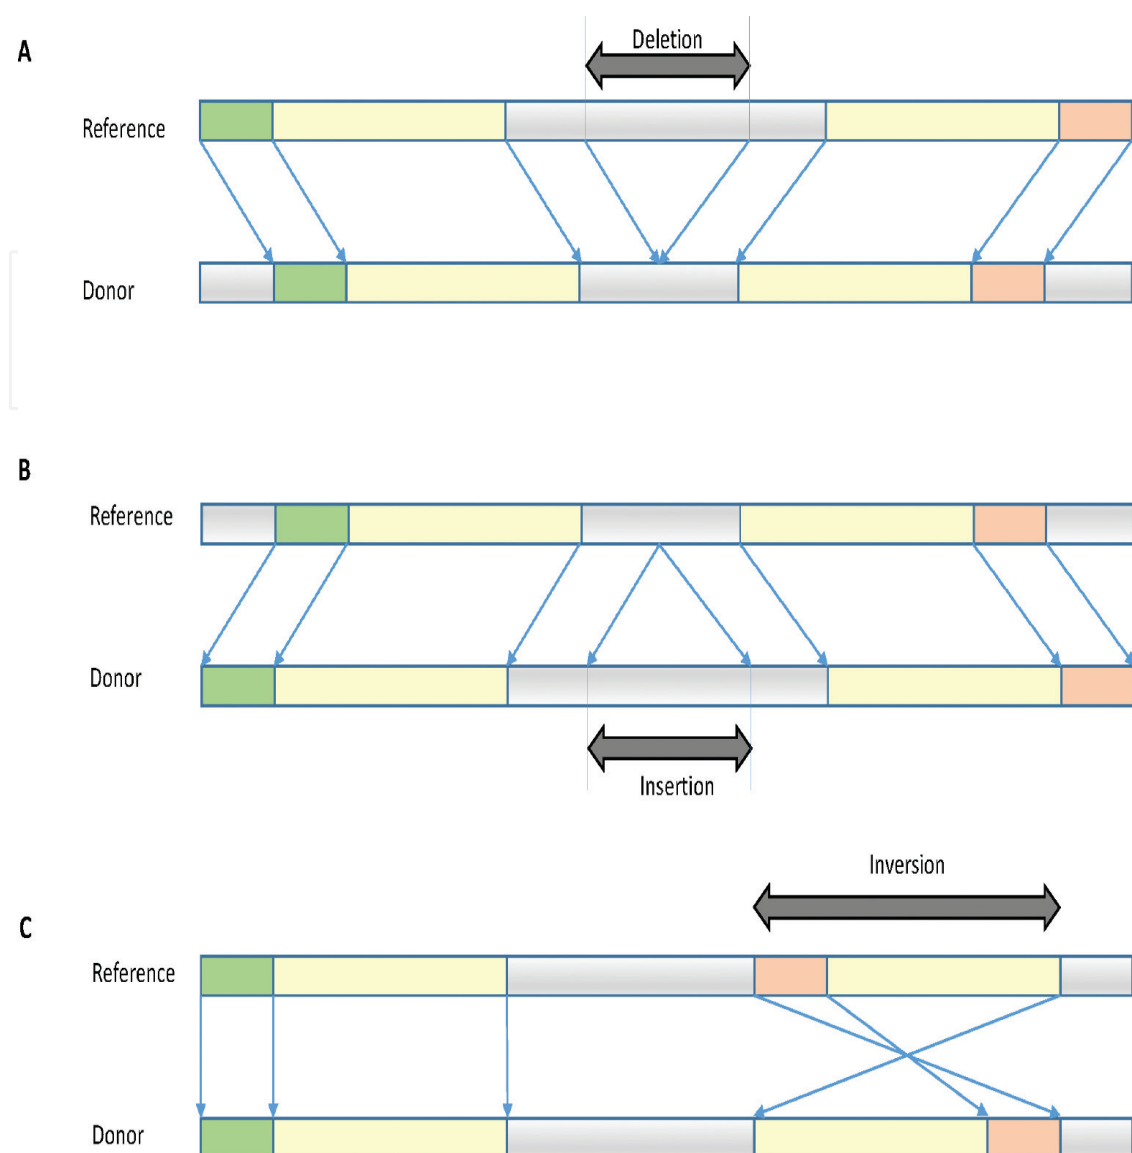 A
Deletion
Reference
Donor
B
Reference
Donor
Insertion
Inversion
C
Reference
Donor